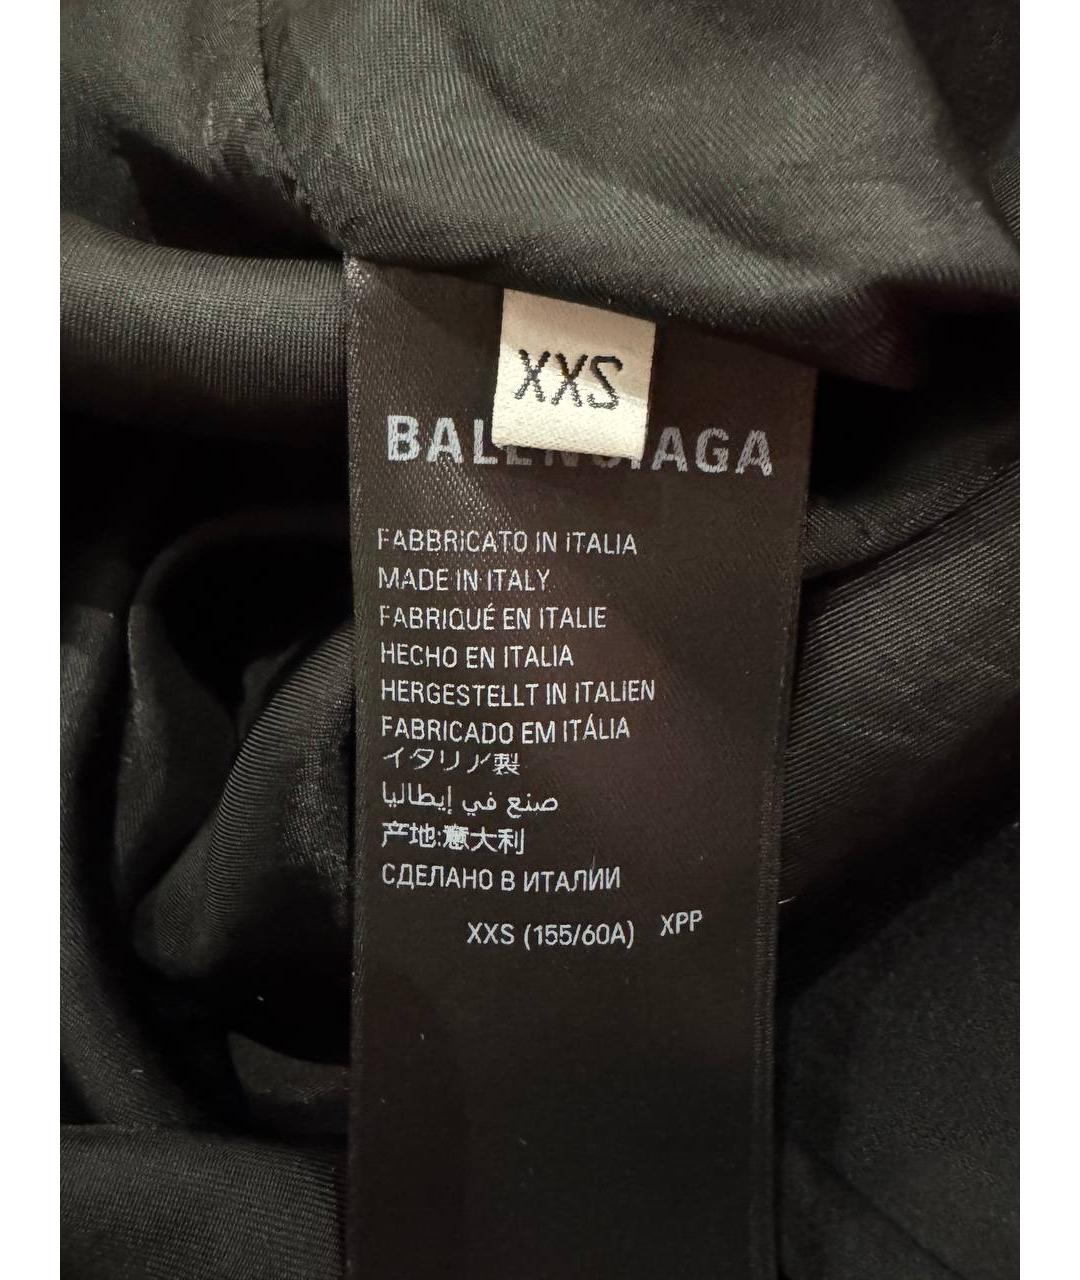 XXS
BALENCIAGA
FABBRICATO IN ITALIA
MADE IN ITALY
FABRIQUÉ EN ITALIE
HECHO EN ITALIA
HERGESTELLT IN ITALIEN
FABRICADO EM ITÁLIA
イタリア製
صنع في إيطاليا
产地:意大利
СДЕЛАНО В ИТАЛИИ
XXS (155/60A) XPP